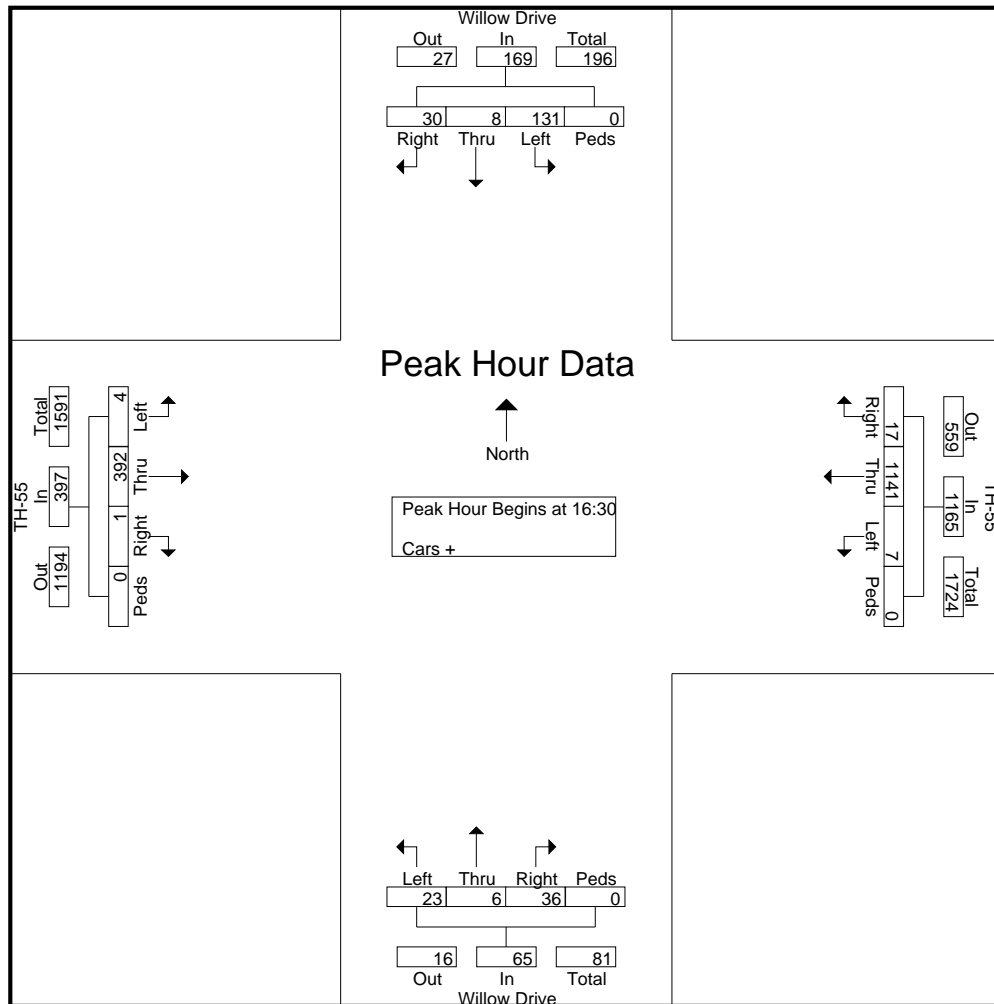 Willow Drive
Out In Total
27 169 196
30 8 131 0
Right Thru Left Peds
Peak Hour Data
North
Peak Hour Begins at 16:30
Cars +
TH-55
Total In Out
1591 397 1194
4 392 1 0
Left Thru Right Peds
Right Thru Left Peds
17 1141 7 0
Out In Total
559 1165 1724
TH-55
Left Thru Right Peds
23 6 36 0
16 65 81
Out In Total
Willow Drive